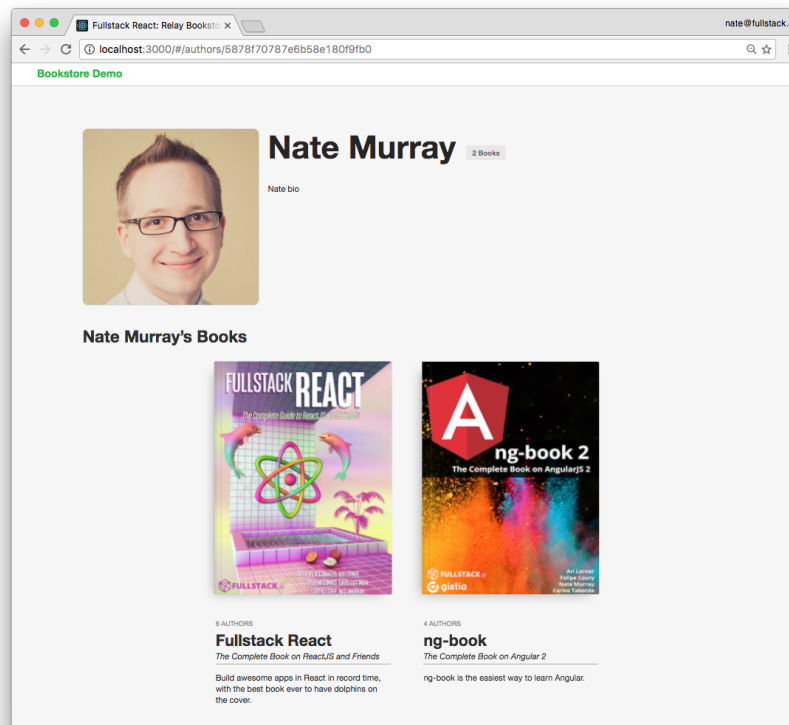 Fullstack React: Relay Booksto
nate@fullstack.
localhost:3000/#/authors/5878f70787e6b58e180f9fb0
Bookstore Demo
Nate Murray
2 Books
Nate bio
Nate Murray's Books
FULLSTACK REACT
The Complete Guide to ReactJS and Friends
FULLSTACK
A
ng-book 2
The Complete Book on AngularJS 2
FULLSTACK
gistia
Ari Lerner
Felipe Coury
Nate Murray
Carlos Taborda
6 AUTHORS
Fullstack React
The Complete Book on ReactJS and Friends
Build awesome apps in React in record time,
with the best book ever to have dolphins on
the cover.
4 AUTHORS
ng-book
The Complete Book on Angular 2
ng-book is the easiest way to learn Angular.